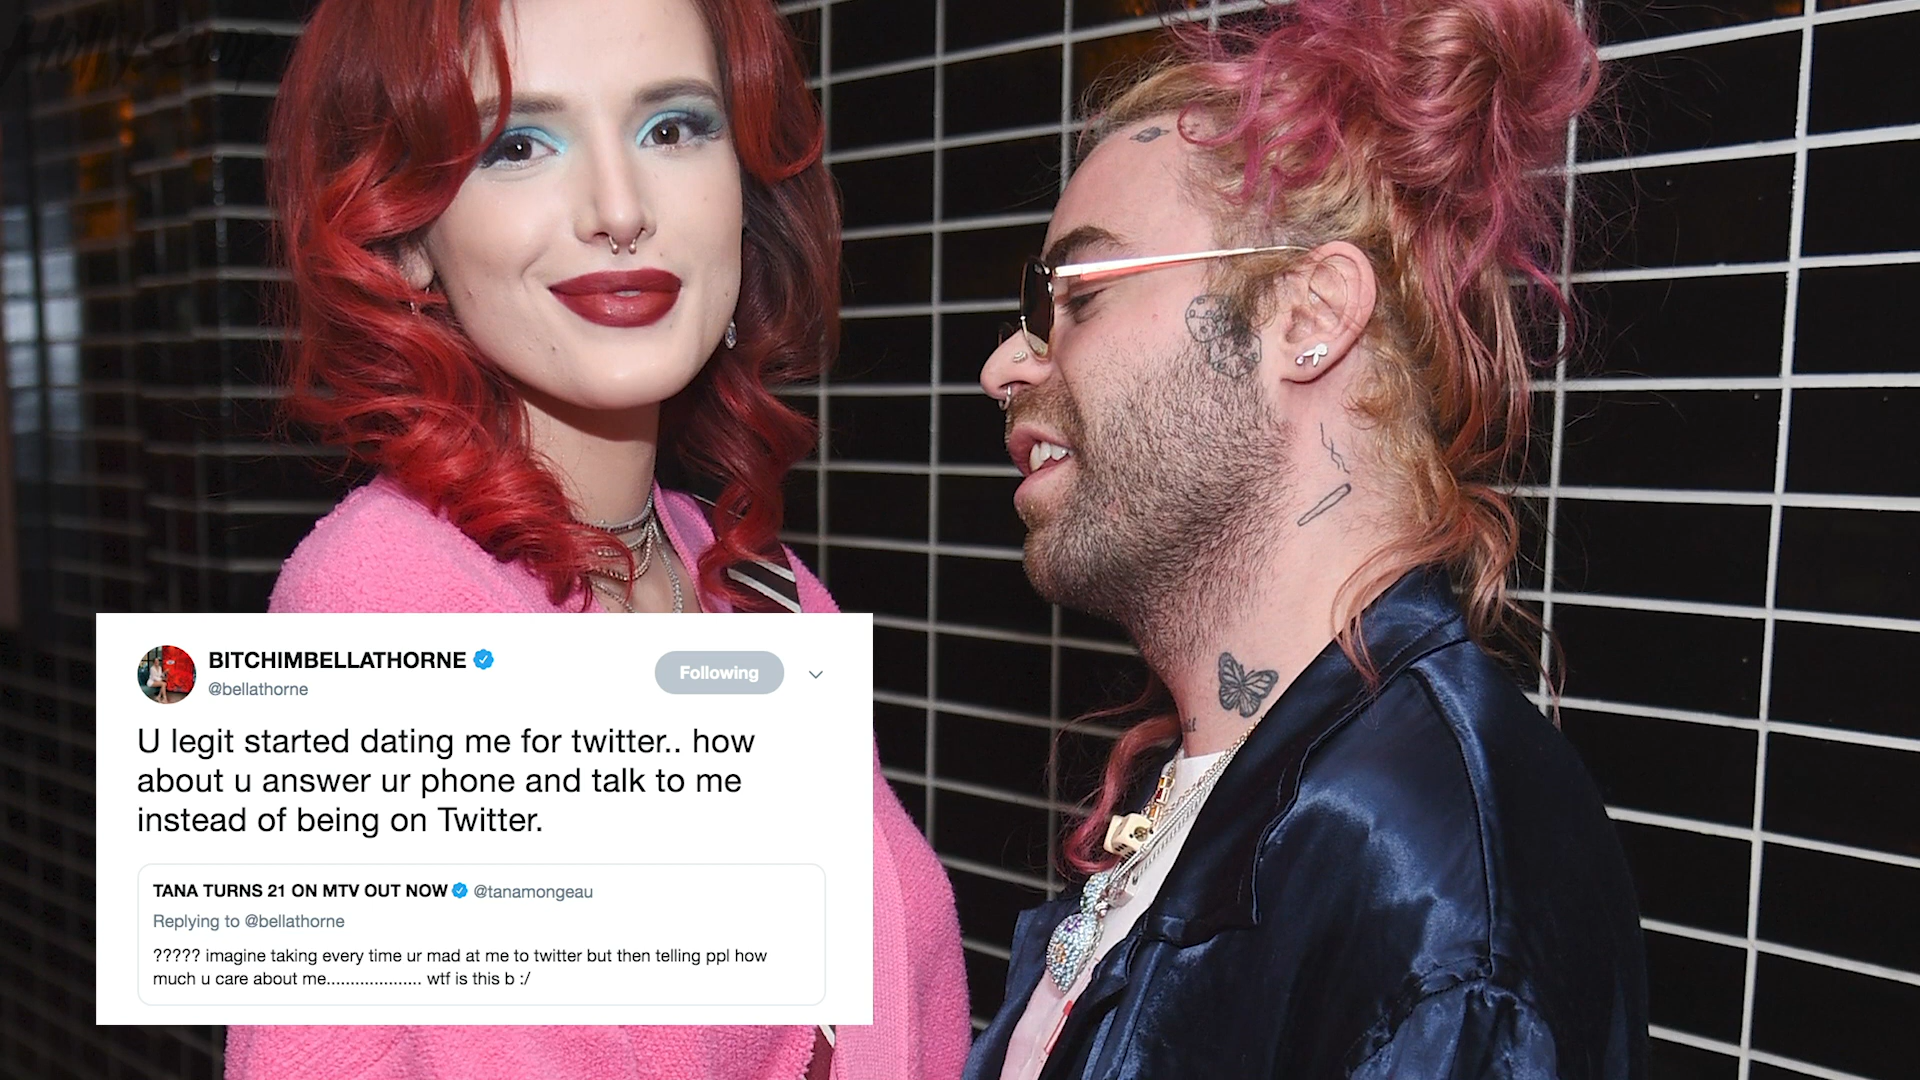 Hollyscoop
BITCHIMBELLATHORNE
@bellathorne
Following
U legit started dating me for twitter.. how
about u answer ur phone and talk to me
instead of being on Twitter.
TANA TURNS 21 ON MTV OUT NOW @tanamongeau
Replying to @bellathorne
????? imagine taking every time ur mad at me to twitter but then telling ppl how
much u care about me.................... wtf is this b :/